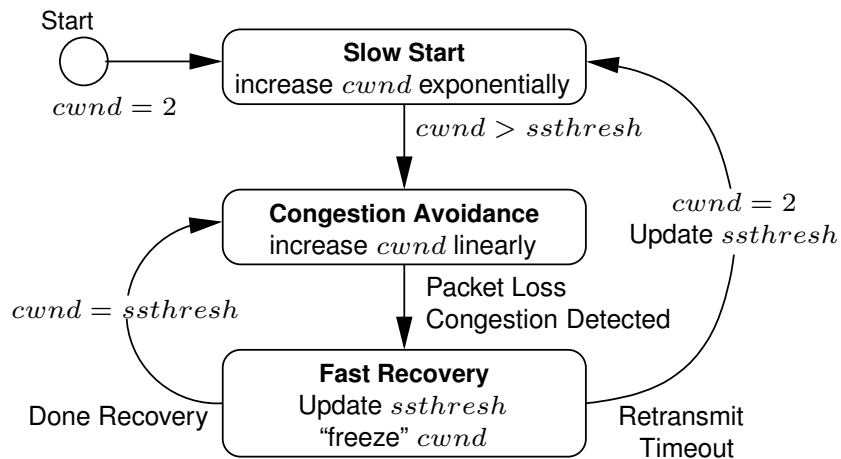 Start
cwnd = 2
Slow Start
increase cwnd exponentially
cwnd > ssthresh
Congestion Avoidance
increase cwnd linearly
cwnd = 2
Update ssthresh
cwnd = ssthresh
Packet Loss
Congestion Detected
Fast Recovery
Update ssthresh
“freeze” cwnd
Done Recovery
Retransmit
Timeout